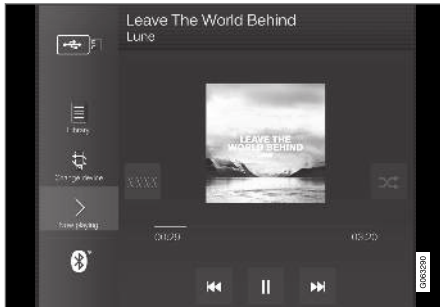 Leave The World Behind
Lune
Library
LEAVE THE
WORLD BEHIND
Change device
XXXX
Now playing
00:29
03:20
G063290